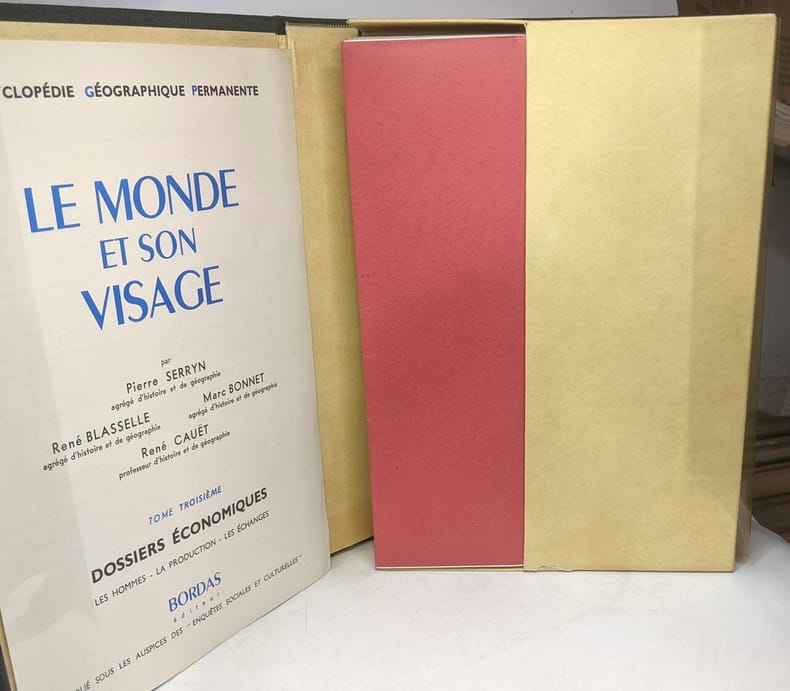 CLOPÉDIE GÉOGRAPHIQUE PERMANENTE
LE MONDE
ET SON
VISAGE
par
Pierre SERRYN
agrégé d'histoire et de géographie
Marc BONNET
agrégé d'histoire et de géographie
René BLASSELLE
agrégé d'histoire et de géographie
René CAUËT
professeur d'histoire et de géographie
TOME TROISIÈME
DOSSIERS ÉCONOMIQUES
LES HOMMES - LA PRODUCTION - LES ÉCHANGES
BORDAS
éditeur
SOUS LES AUSPICES DES "ENQUÊTES SOCIALES ET CULTURELLES"